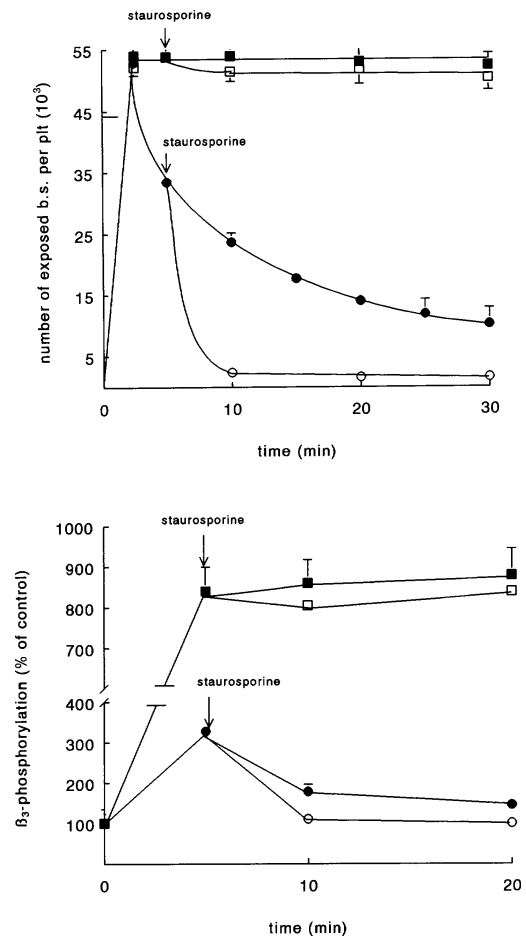 staurosporine
55
45
35
25
15
5
number of exposed b.s. per plt (10³)
staurosporine
10
20
30
time (min)
staurosporine
1000
900
800
700
400
300
200
100
ß₃-phosphorylation (% of control)
staurosporine
0
10
20
time (min)